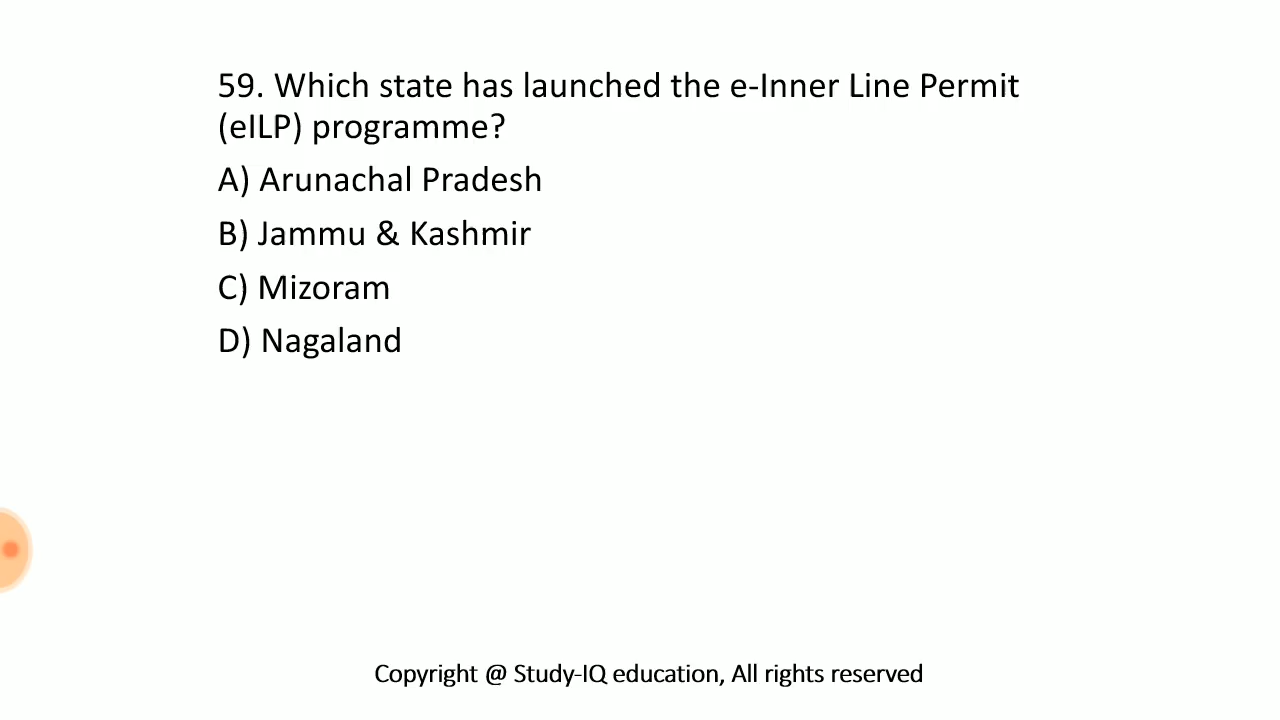 59. Which state has launched the e-Inner Line Permit
(eILP) programme?
A) Arunachal Pradesh
B) Jammu & Kashmir
C) Mizoram
D) Nagaland
Copyright @ Study-IQ education, All rights reserved